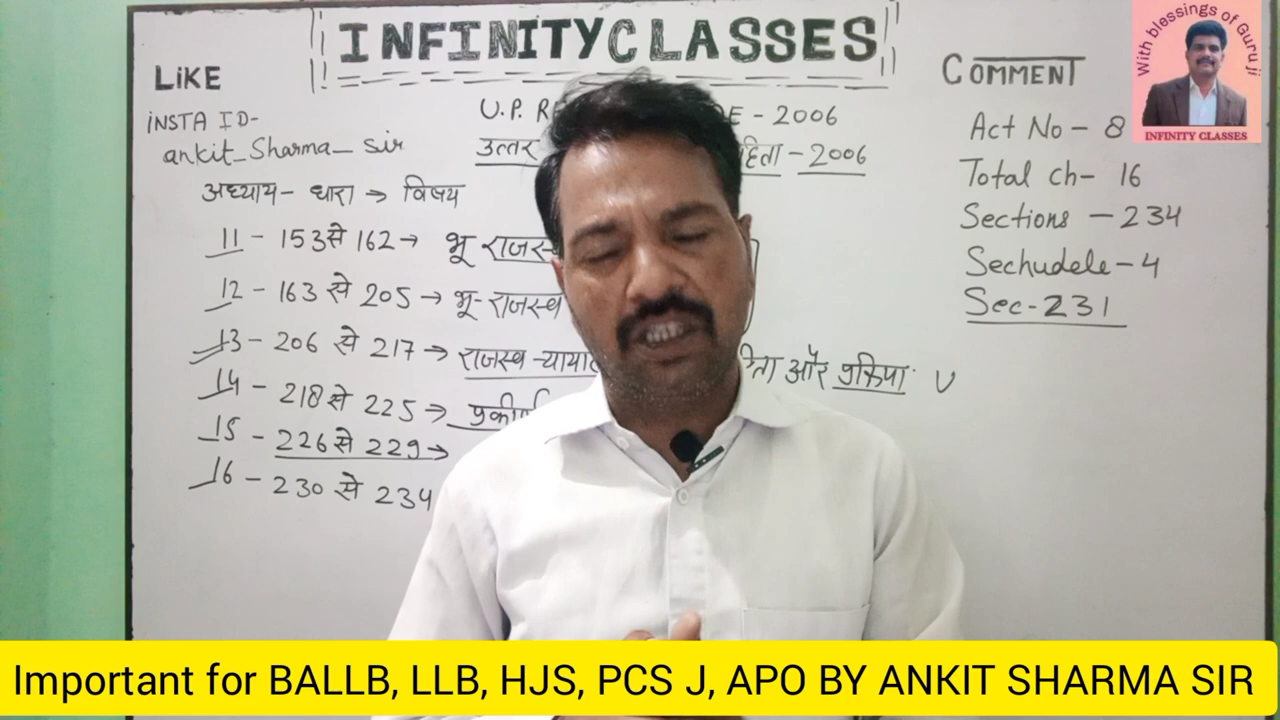 INFINITY CLASSES
LiKE
COMMENT
With blessings of Guru ji
INFINITY CLASSES
iNSTA ID-
ankit_Sharma_sir
U.P. - 2006
उत्तर - 2006
अध्याय - धारा → विषय
11 - 153 से 162 → भू राजस्व
12 - 163 से 205 → भू-राजस्व
13 - 206 से 217 → राजस्व और प्रक्रिया
14 - 218 से 225 →
15 - 226 से 229 →
16 - 230 से 234
Act No - 8
Total ch - 16
Sections - 234
Sechudele - 4
Sec - 231
Important for BALLB, LLB, HJS, PCS J, APO BY ANKIT SHARMA SIR